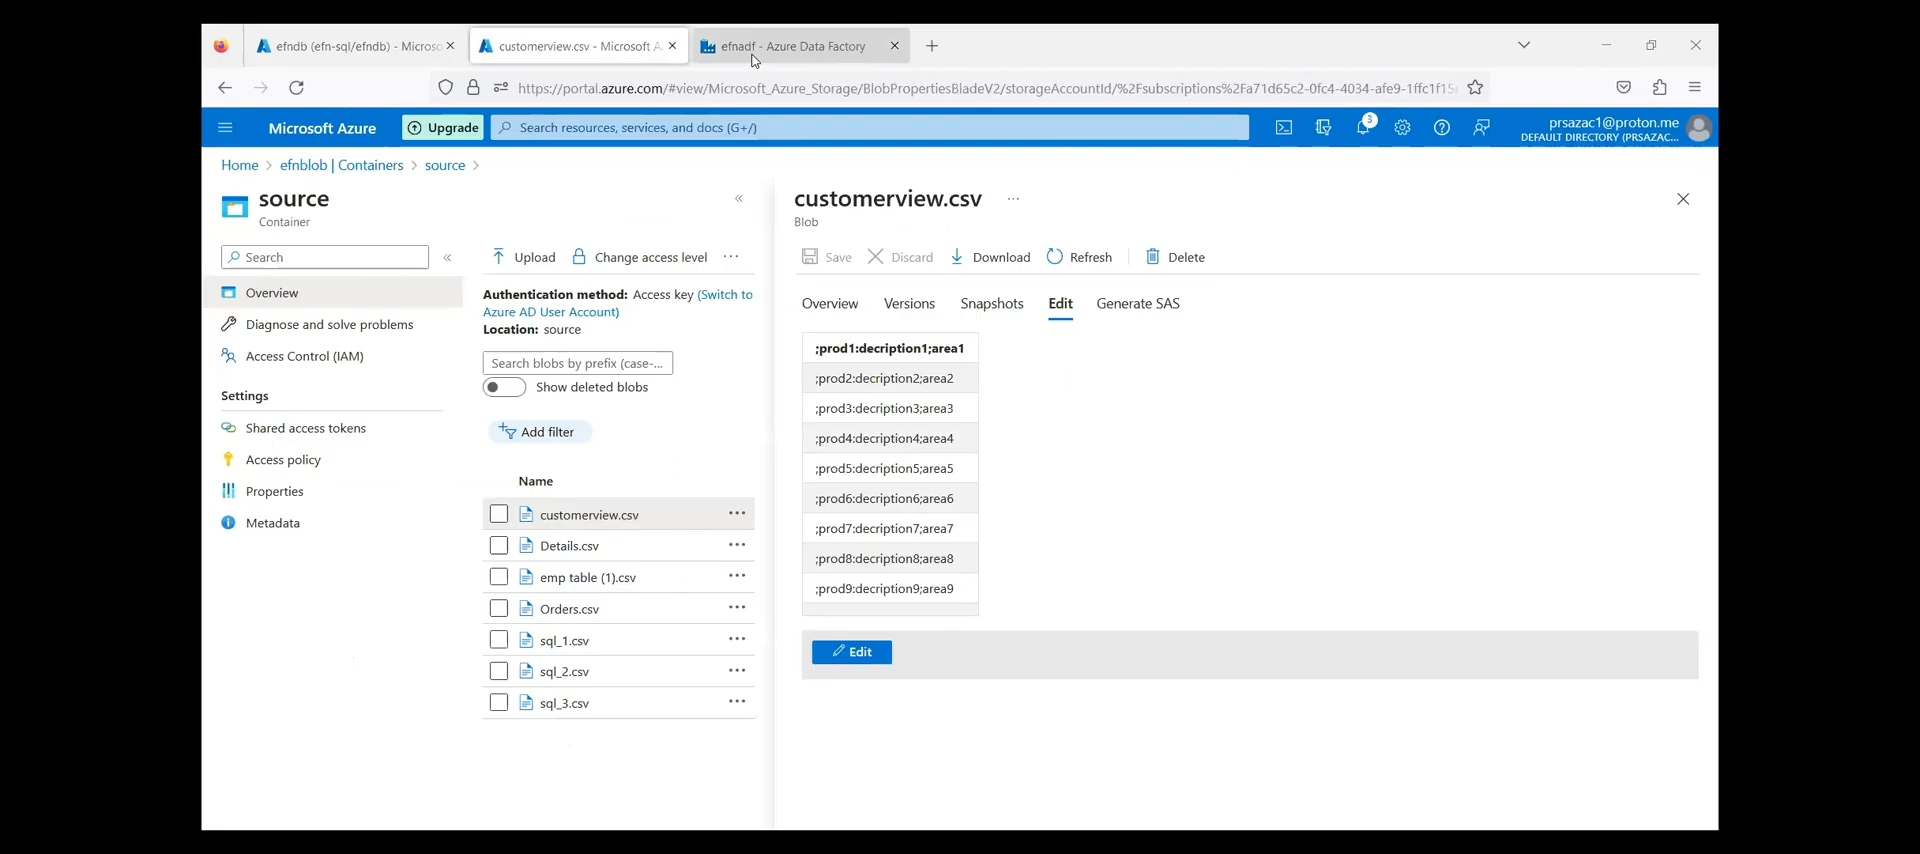 efndb (efn-sql/efndb) - Microso
customerview.csv - Microsoft A
efnadf - Azure Data Factory
https://portal.azure.com/#view/Microsoft_Azure_Storage/BlobPropertiesBladeV2/storageAccountId/%2Fsubscriptions%2Fa71d65c2-0fc4-4034-afe9-1ffc1f15
Microsoft Azure
Upgrade
Search resources, services, and docs (G+/)
3
prsazac1@proton.me
DEFAULT DIRECTORY (PRSAZAC...
Home > efnblob | Containers > source >
source
Container
Search
Overview
Diagnose and solve problems
Access Control (IAM)
Settings
Shared access tokens
Access policy
Properties
Metadata
Upload
Change access level
Authentication method: Access key (Switch to
Azure AD User Account)
Location: source
Search blobs by prefix (case-...
Show deleted blobs
Add filter
Name
customerview.csv
Details.csv
emp table (1).csv
Orders.csv
sql_1.csv
sql_2.csv
sql_3.csv
customerview.csv
Blob
Save
Discard
Download
Refresh
Delete
Overview
Versions
Snapshots
Edit
Generate SAS
;prod1:decription1;area1
;prod2:decription2;area2
;prod3:decription3;area3
;prod4:decription4;area4
;prod5:decription5;area5
;prod6:decription6;area6
;prod7:decription7;area7
;prod8:decription8;area8
;prod9:decription9;area9
Edit